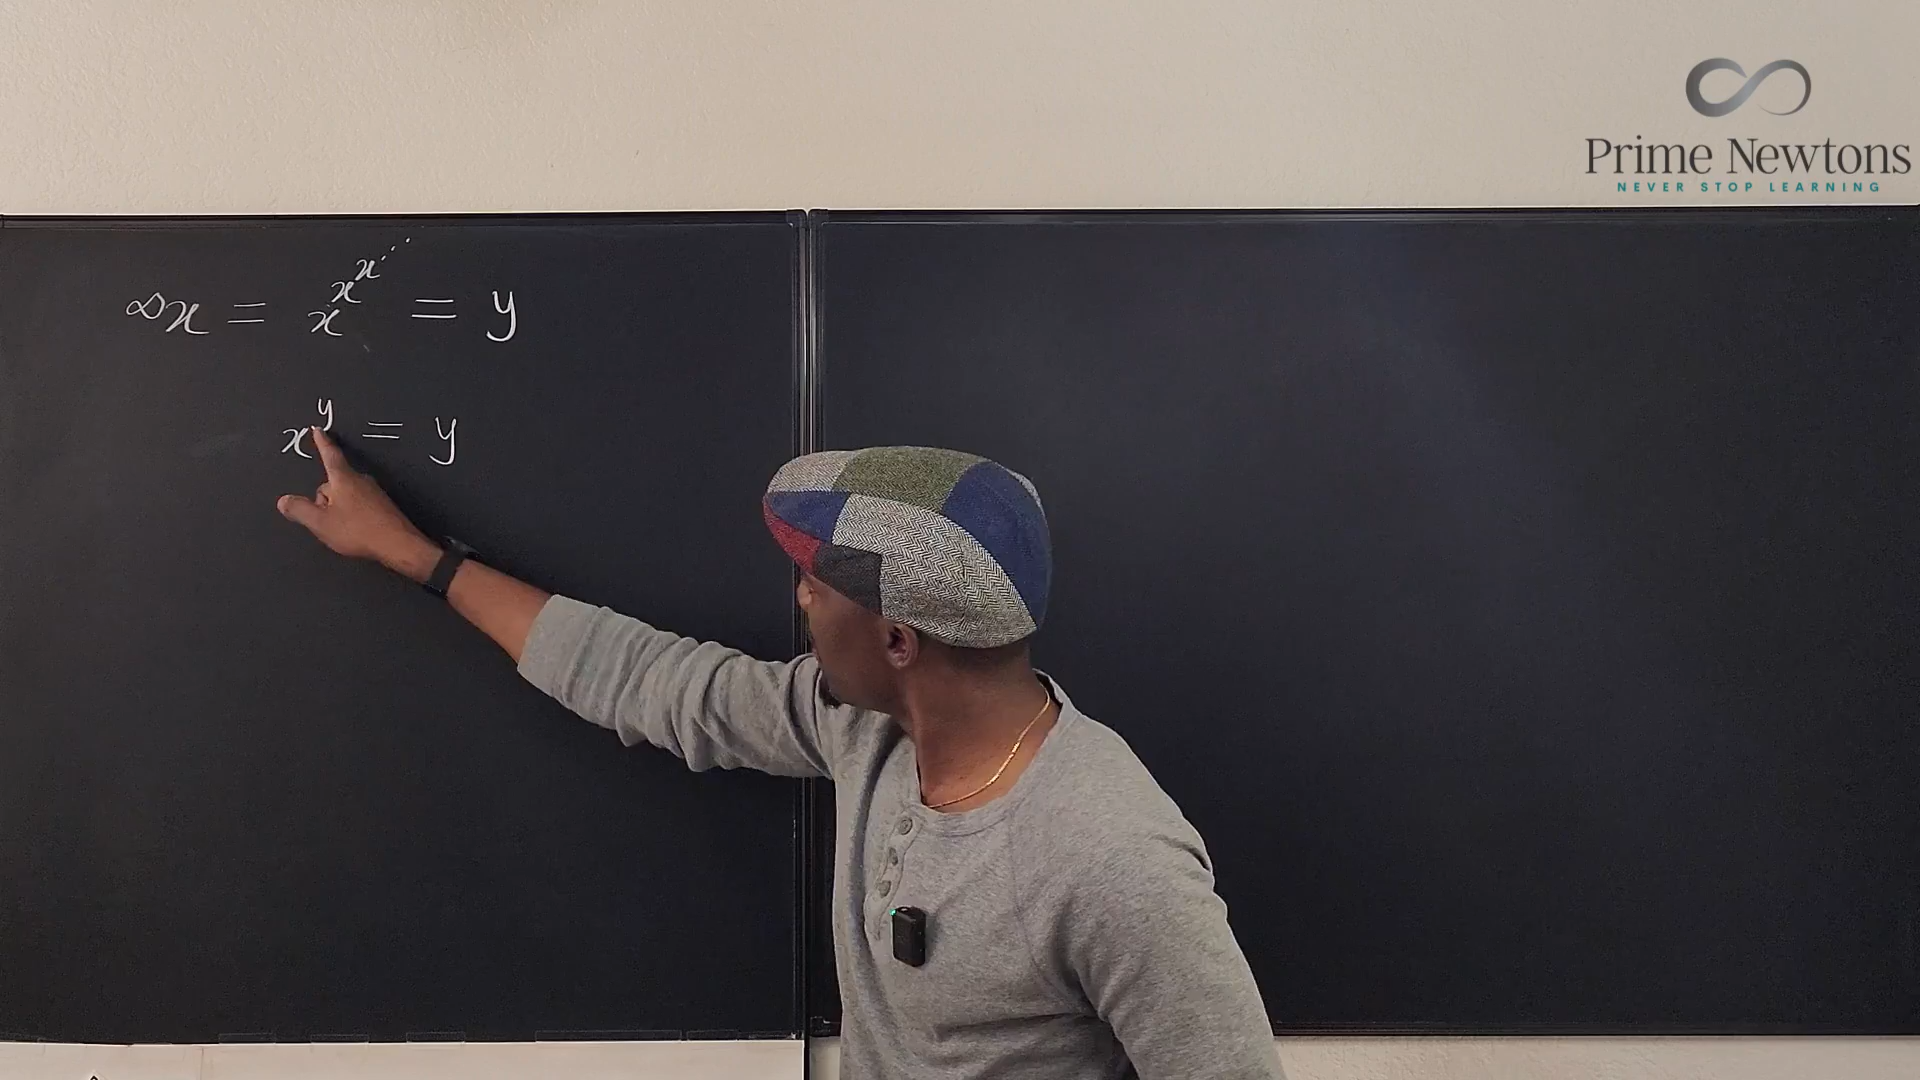 Prime Newtons
NEVER STOP LEARNING
∞x = x^x^x^⋰ = y
x^y = y